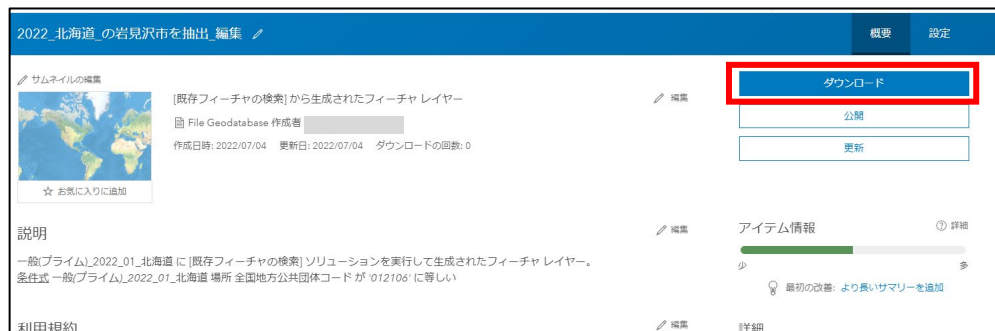 2022_北海道_の岩見沢市を抽出_編集
概要
設定
サムネイルの編集
[既存フィーチャの検索] から生成されたフィーチャ レイヤー
編集
File Geodatabase 作成者
作成日時: 2022/07/04 更新日: 2022/07/04 ダウンロードの回数: 0
お気に入りに追加
ダウンロード
公開
更新
説明
編集
一般(プライム)_2022_01_北海道 に [既存フィーチャの検索] ソリューションを実行して生成されたフィーチャ レイヤー。
条件式 一般(プライム)_2022_01_北海道 場所 全国地方公共団体コード が '012106' に等しい
アイテム情報
詳細
少
多
最初の改善: より長いサマリーを追加
利用規約
編集
詳細